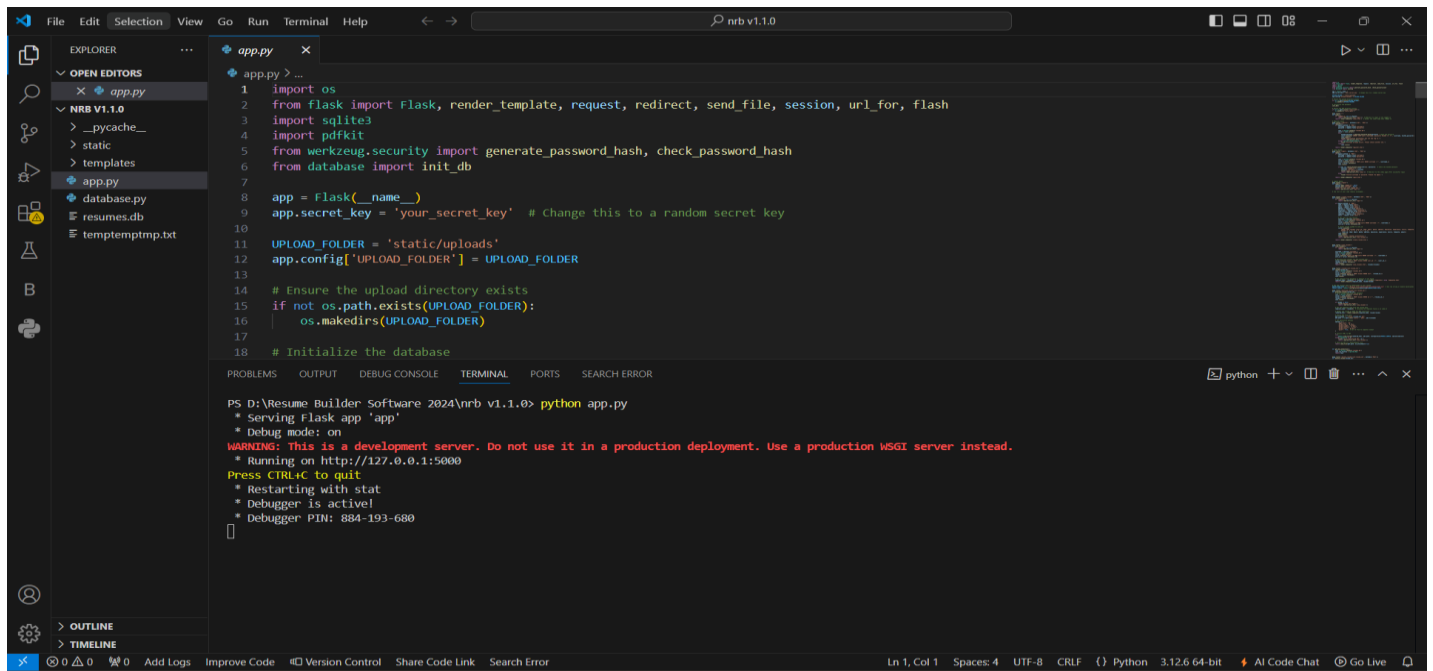 File Edit Selection View Go Run Terminal Help
nrb v1.1.0
EXPLORER
OPEN EDITORS
app.py
NRB V1.1.0
__pycache__
static
templates
app.py
database.py
resumes.db
temptemptmp.txt
OUTLINE
TIMELINE
app.py
app.py > ...
1 import os
2 from flask import Flask, render_template, request, redirect, send_file, session, url_for, flash
3 import sqlite3
4 import pdfkit
5 from werkzeug.security import generate_password_hash, check_password_hash
6 from database import init_db
7
8 app = Flask(__name__)
9 app.secret_key = 'your_secret_key'  # Change this to a random secret key
10
11 UPLOAD_FOLDER = 'static/uploads'
12 app.config['UPLOAD_FOLDER'] = UPLOAD_FOLDER
13
14 # Ensure the upload directory exists
15 if not os.path.exists(UPLOAD_FOLDER):
16     os.makedirs(UPLOAD_FOLDER)
17
18 # Initialize the database
PROBLEMS OUTPUT DEBUG CONSOLE TERMINAL PORTS SEARCH ERROR
python
PS D:\Resume Builder Software 2024\nrb v1.1.0> python app.py
* Serving Flask app 'app'
* Debug mode: on
WARNING: This is a development server. Do not use it in a production deployment. Use a production WSGI server instead.
* Running on http://127.0.0.1:5000
Press CTRL+C to quit
* Restarting with stat
* Debugger is active!
* Debugger PIN: 884-193-680
0 0 0 Add Logs Improve Code Version Control Share Code Link Search Error Ln 1, Col 1 Spaces: 4 UTF-8 CRLF {} Python 3.12.6 64-bit AI Code Chat Go Live